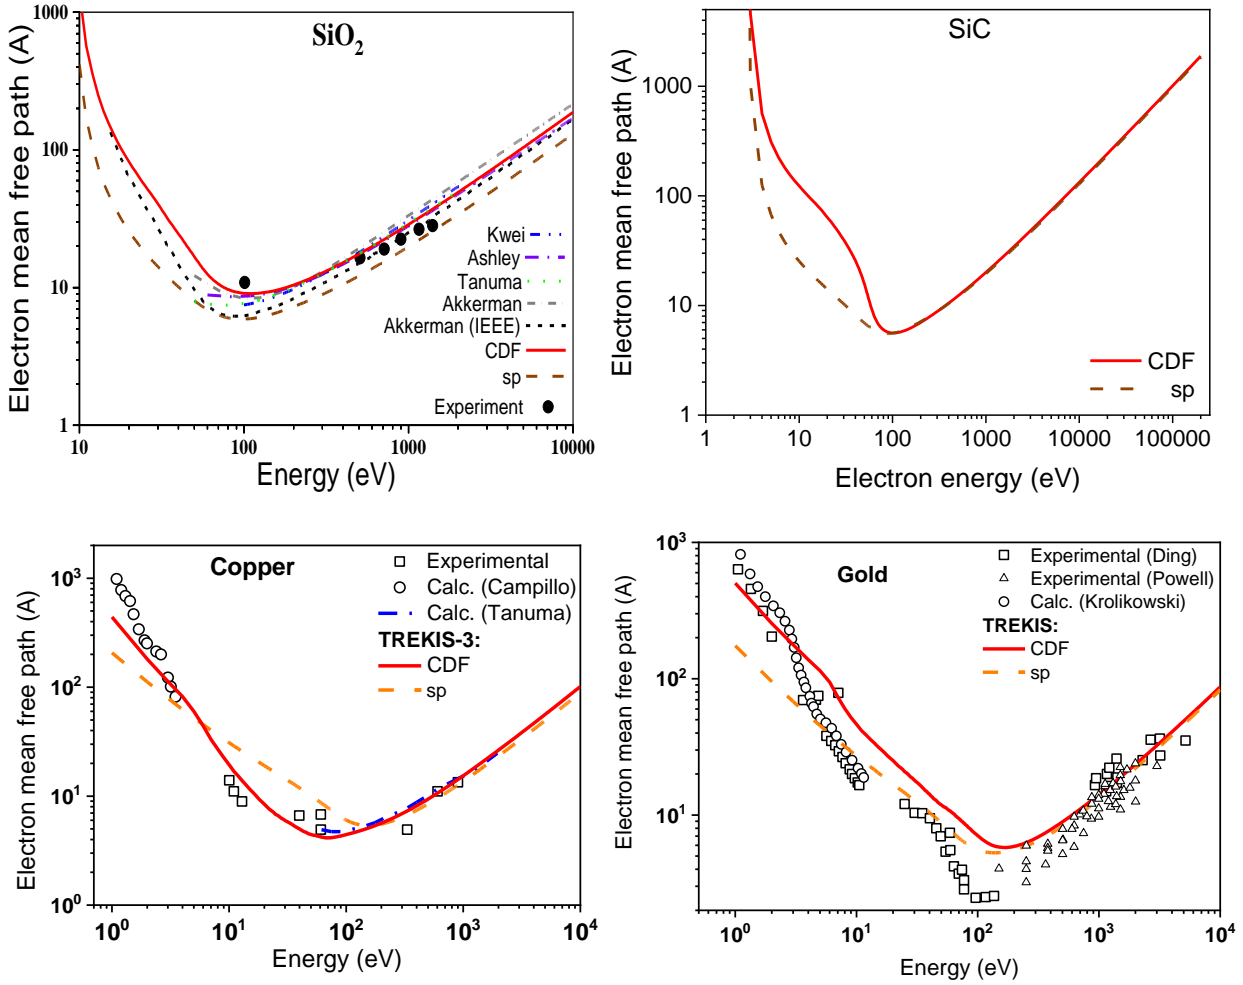 SiO2
Electron mean free path (A)
1000
100
10
1
10
100
1000
10000
Energy (eV)
Kwei
Ashley
Tanuma
Akkerman
Akkerman (IEEE)
CDF
sp
Experiment
SiC
Electron mean free path (A)
1000
100
10
1
1
10
100
1000
10000
100000
Electron energy (eV)
CDF
sp
Copper
Electron mean free path (A)
10^3
10^2
10^1
10^0
10^0
10^1
10^2
10^3
10^4
Energy (eV)
Experimental
Calc. (Campillo)
Calc. (Tanuma)
TREKIS-3:
CDF
sp
Gold
Electron mean free path (A)
10^3
10^2
10^1
10^0
10^1
10^2
10^3
10^4
Energy (eV)
Experimental (Ding)
Experimental (Powell)
Calc. (Krolikowski)
TREKIS:
CDF
sp